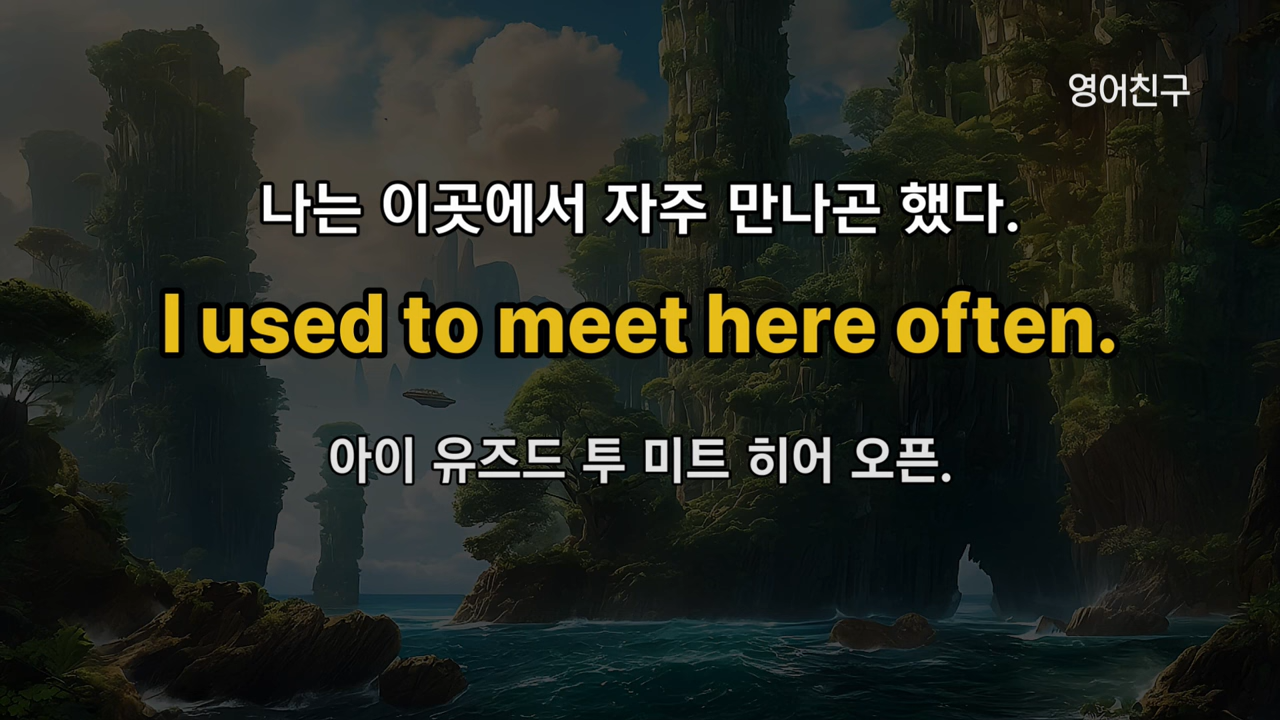 영어친구
나는 이곳에서 자주 만나곤 했다.
I used to meet here often.
아이 유즈드 투 미트 히어 오픈.